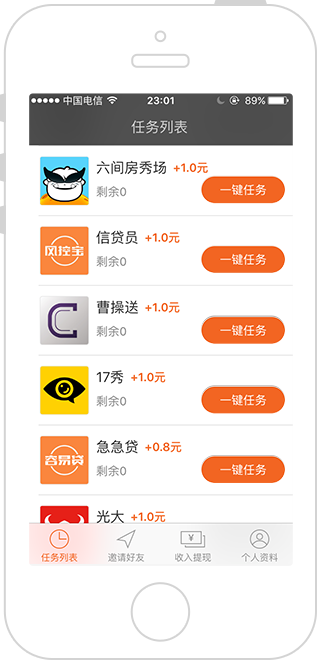 中国电信 23:01 89%
任务列表
六间房秀场 +1.0元
剩余0
一键任务
风控宝
信贷员 +1.0元
剩余0
一键任务
曹操送 +1.0元
剩余0
一键任务
17秀 +1.0元
剩余0
一键任务
容易贷
急急贷 +0.8元
剩余0
一键任务
光大 +1.0元
任务列表 邀请好友 收入提现 个人资料